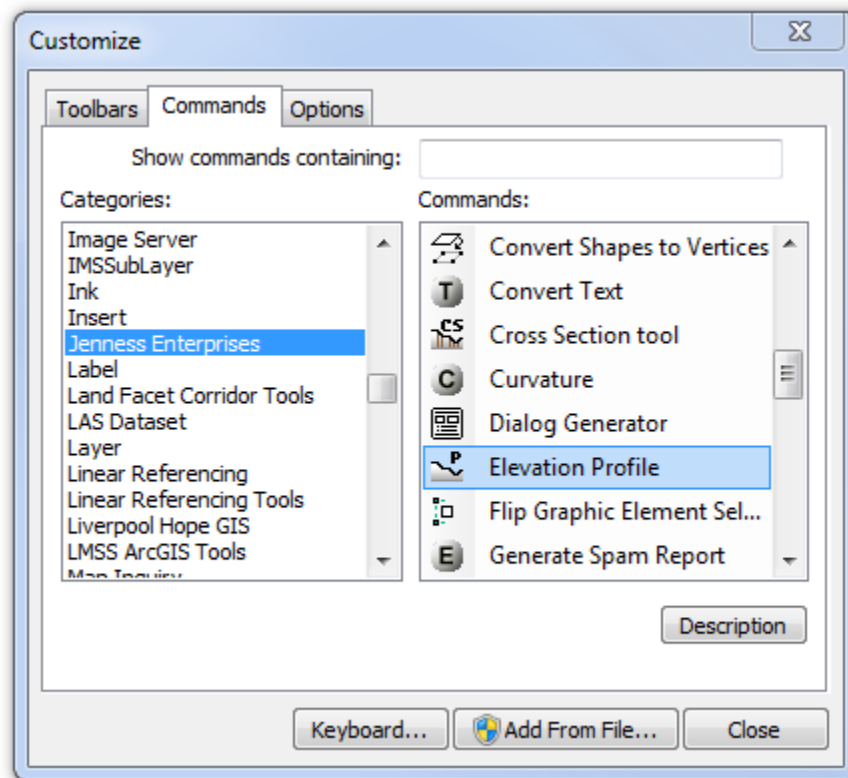 Customize
Toolbars Commands Options
Show commands containing:
Categories:
Image Server
IMSSubLayer
Ink
Insert
Jenness Enterprises
Label
Land Facet Corridor Tools
LAS Dataset
Layer
Linear Referencing
Linear Referencing Tools
Liverpool Hope GIS
LMSS ArcGIS Tools
Map Inquiry
Commands:
Convert Shapes to Vertices
T Convert Text
CS Cross Section tool
C Curvature
Dialog Generator
P Elevation Profile
Flip Graphic Element Sel...
E Generate Spam Report
Description
Keyboard... Add From File... Close